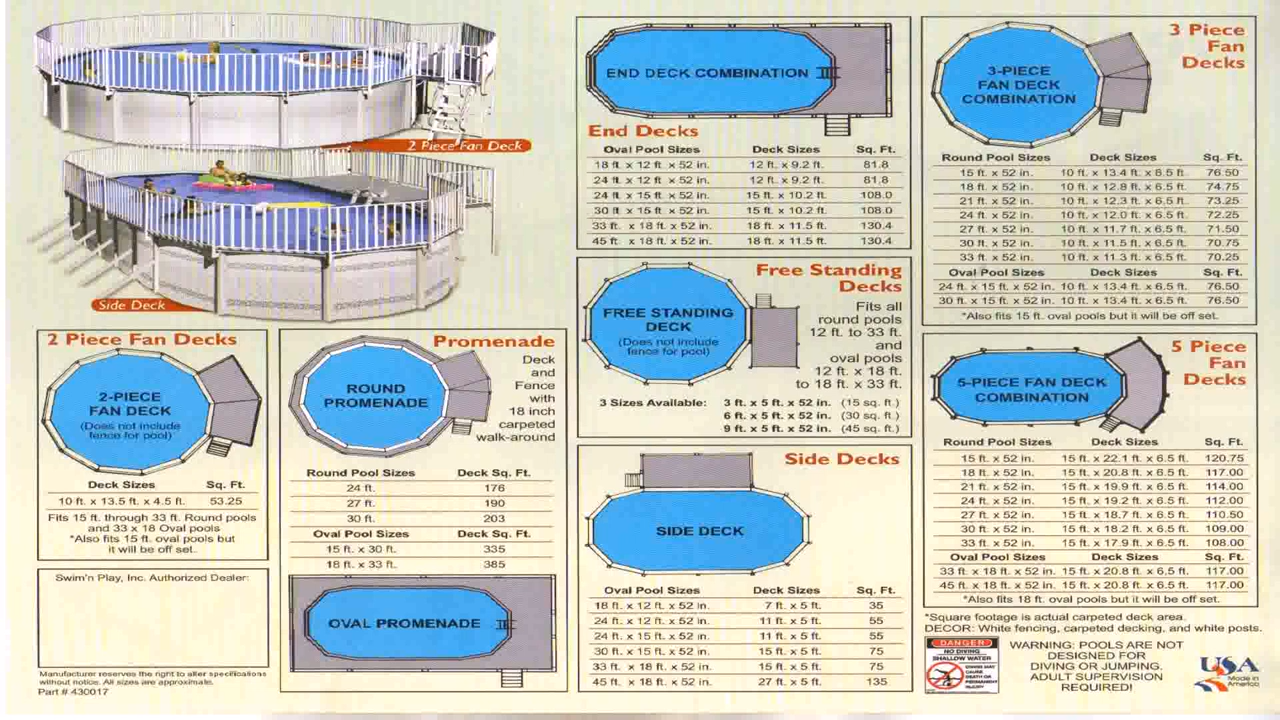 2 Piece Fan Deck
Side Deck
END DECK COMBINATION
End Decks
Oval Pool Sizes Deck Sizes Sq. Ft.
18 ft. x 12 ft. x 52 in. 12 ft. x 9.2 ft. 81.8
24 ft. x 12 ft. x 52 in. 12 ft. x 9.2 ft. 81.8
24 ft. x 15 ft. x 52 in. 15 ft. x 10.2 ft. 108.0
30 ft. x 15 ft. x 52 in. 15 ft. x 10.2 ft. 108.0
33 ft. x 18 ft. x 52 in. 18 ft. x 11.5 ft. 130.4
45 ft. x 18 ft. x 52 in. 18 ft. x 11.5 ft. 130.4
3 Piece
Fan
Decks
3-PIECE
FAN DECK
COMBINATION
Round Pool Sizes Deck Sizes Sq. Ft.
15 ft. x 52 in. 10 ft. x 13.4 ft. x 6.5 ft. 76.50
18 ft. x 52 in. 10 ft. x 12.8 ft. x 6.5 ft. 74.75
21 ft. x 52 in. 10 ft. x 12.3 ft. x 6.5 ft. 73.25
24 ft. x 52 in. 10 ft. x 12.0 ft. x 6.5 ft. 72.25
27 ft. x 52 in. 10 ft. x 11.7 ft. x 6.5 ft. 71.50
30 ft. x 52 in. 10 ft. x 11.5 ft. x 6.5 ft. 70.75
33 ft. x 52 in. 10 ft. x 11.3 ft. x 6.5 ft. 70.25
Oval Pool Sizes Deck Sizes Sq. Ft.
24 ft. x 15 ft. x 52 in. 10 ft. x 13.4 ft. x 6.5 ft. 76.50
30 ft. x 15 ft. x 52 in. 10 ft. x 13.4 ft. x 6.5 ft. 76.50
*Also fits 15 ft. oval pools but it will be off set.
2 Piece Fan Decks
2-PIECE
FAN DECK
(Does not include
fence for pool)
Deck Sizes Sq. Ft.
10 ft. x 13.5 ft. x 4.5 ft. 53.25
Fits 15 ft. through 33 ft. Round pools
and 33 x 18 Oval pools
*Also fits 15 ft. oval pools but
it will be off set.
Swim'n Play, Inc. Authorized Dealer:
Manufacturer reserves the right to alter specifications
without notice. All sizes are approximate.
Part # 430017
Promenade
Deck
and
Fence
with
18 inch
carpeted
walk-around
ROUND
PROMENADE
Round Pool Sizes Deck Sq. Ft.
24 ft. 176
27 ft. 190
30 ft. 203
Oval Pool Sizes Deck Sq. Ft.
15 ft. x 30 ft. 335
18 ft. x 33 ft. 385
OVAL PROMENADE
Free Standing
Decks
FREE STANDING
DECK
(Does not include
fence for pool)
Fits all
round pools
12 ft. to 33 ft.
and
oval pools
12 ft. x 18 ft.
to 18 ft. x 33 ft.
3 Sizes Available: 3 ft. x 5 ft. x 52 in. (15 sq. ft.)
6 ft. x 5 ft. x 52 in. (30 sq. ft.)
9 ft. x 5 ft. x 52 in. (45 sq. ft.)
Side Decks
SIDE DECK
Oval Pool Sizes Deck Sizes Sq. Ft.
18 ft. x 12 ft. x 52 in. 7 ft. x 5 ft. 35
24 ft. x 12 ft. x 52 in. 11 ft. x 5 ft. 55
24 ft. x 15 ft. x 52 in. 11 ft. x 5 ft. 55
30 ft. x 15 ft. x 52 in. 15 ft. x 5 ft. 75
33 ft. x 18 ft. x 52 in. 15 ft. x 5 ft. 75
45 ft. x 18 ft. x 52 in. 27 ft. x 5 ft. 135
5 Piece
Fan
Decks
5-PIECE FAN DECK
COMBINATION
Round Pool Sizes Deck Sizes Sq. Ft.
15 ft. x 52 in. 15 ft. x 22.1 ft. x 6.5 ft. 120.75
18 ft. x 52 in. 15 ft. x 20.8 ft. x 6.5 ft. 117.00
21 ft. x 52 in. 15 ft. x 19.9 ft. x 6.5 ft. 114.00
24 ft. x 52 in. 15 ft. x 19.2 ft. x 6.5 ft. 112.00
27 ft. x 52 in. 15 ft. x 18.7 ft. x 6.5 ft. 110.50
30 ft. x 52 in. 15 ft. x 18.2 ft. x 6.5 ft. 109.00
33 ft. x 52 in. 15 ft. x 17.9 ft. x 6.5 ft. 108.00
Oval Pool Sizes Deck Sizes Sq. Ft.
33 ft. x 18 ft. x 52 in. 15 ft. x 20.8 ft. x 6.5 ft. 117.00
45 ft. x 18 ft. x 52 in. 15 ft. x 20.8 ft. x 6.5 ft. 117.00
*Also fits 18 ft. oval pools but it will be off set.
*Square footage is actual carpeted deck area.
DECOR: White fencing, carpeted decking, and white posts.
DANGER
NO DIVING
SHALLOW WATER
DIVING MAY
CAUSE
DEATH OR
PERMANENT
INJURY
WARNING: POOLS ARE NOT
DESIGNED FOR
DIVING OR JUMPING.
ADULT SUPERVISION
REQUIRED!
USA
Made in
America